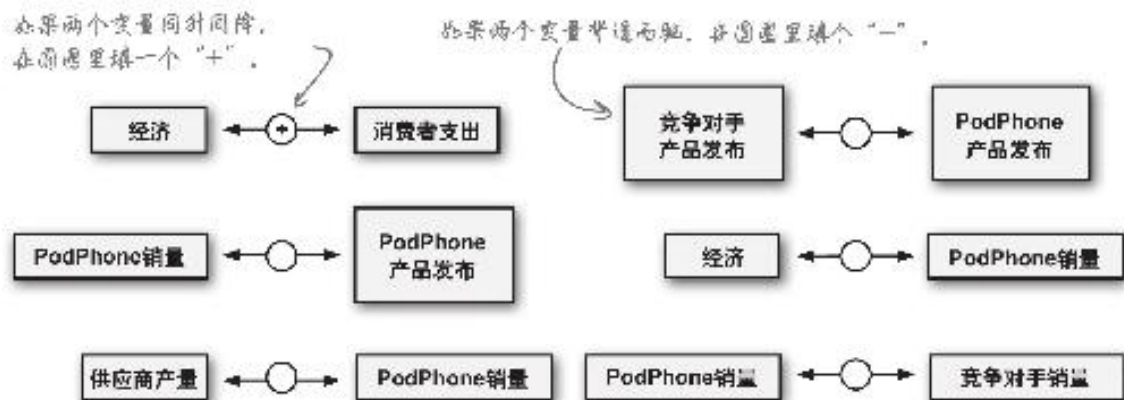 如果两个变量同升同降，
在圆圈里填一个“+”。
如果两个变量背道而驰，在圆圈里填个“－”。
经济
+
消费者支出
竞争对手
产品发布
PodPhone
产品发布
PodPhone销量
PodPhone
产品发布
经济
PodPhone销量
供应商产量
PodPhone销量
PodPhone销量
竞争对手销量